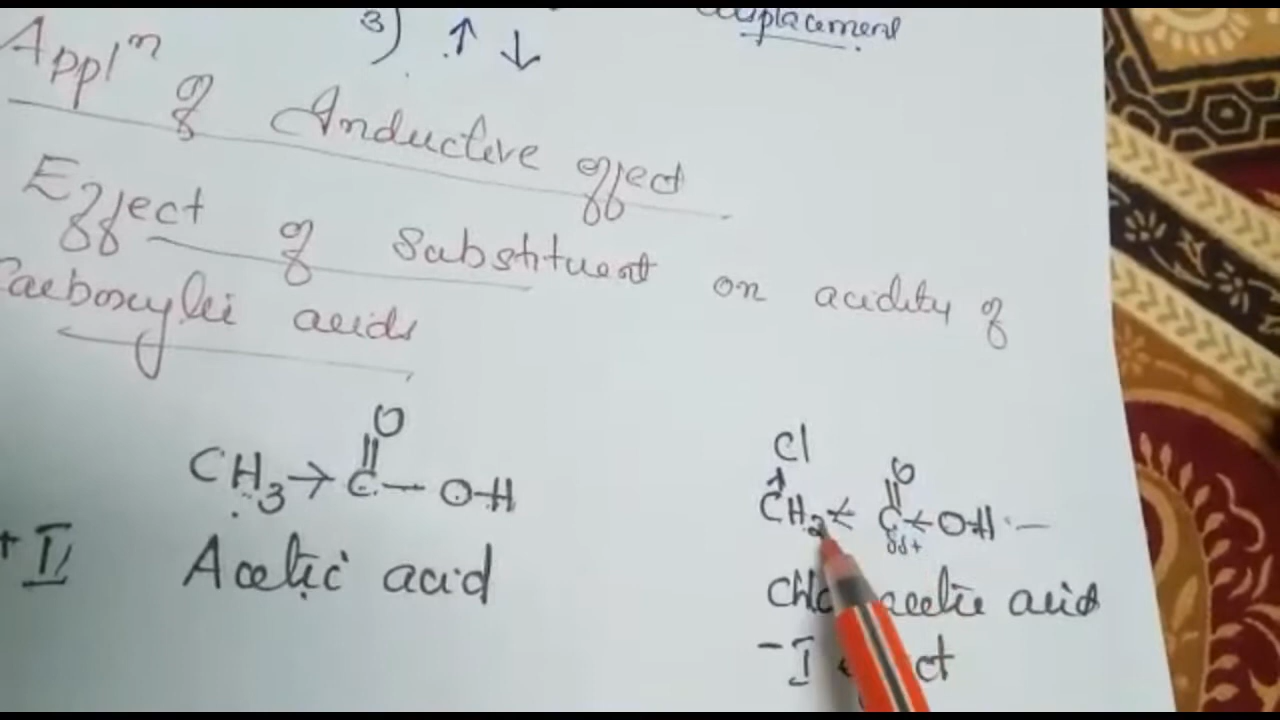 3) ↑ ↓
displacement
Applⁿ of Inductive effect
Effect of Substituent on acidity of
Carboxylic acids
O
CH3 → C — OH
+I
Acetic acid
Cl
O
CH2 ← C ← OH —
δδ+
acetic acid
-I